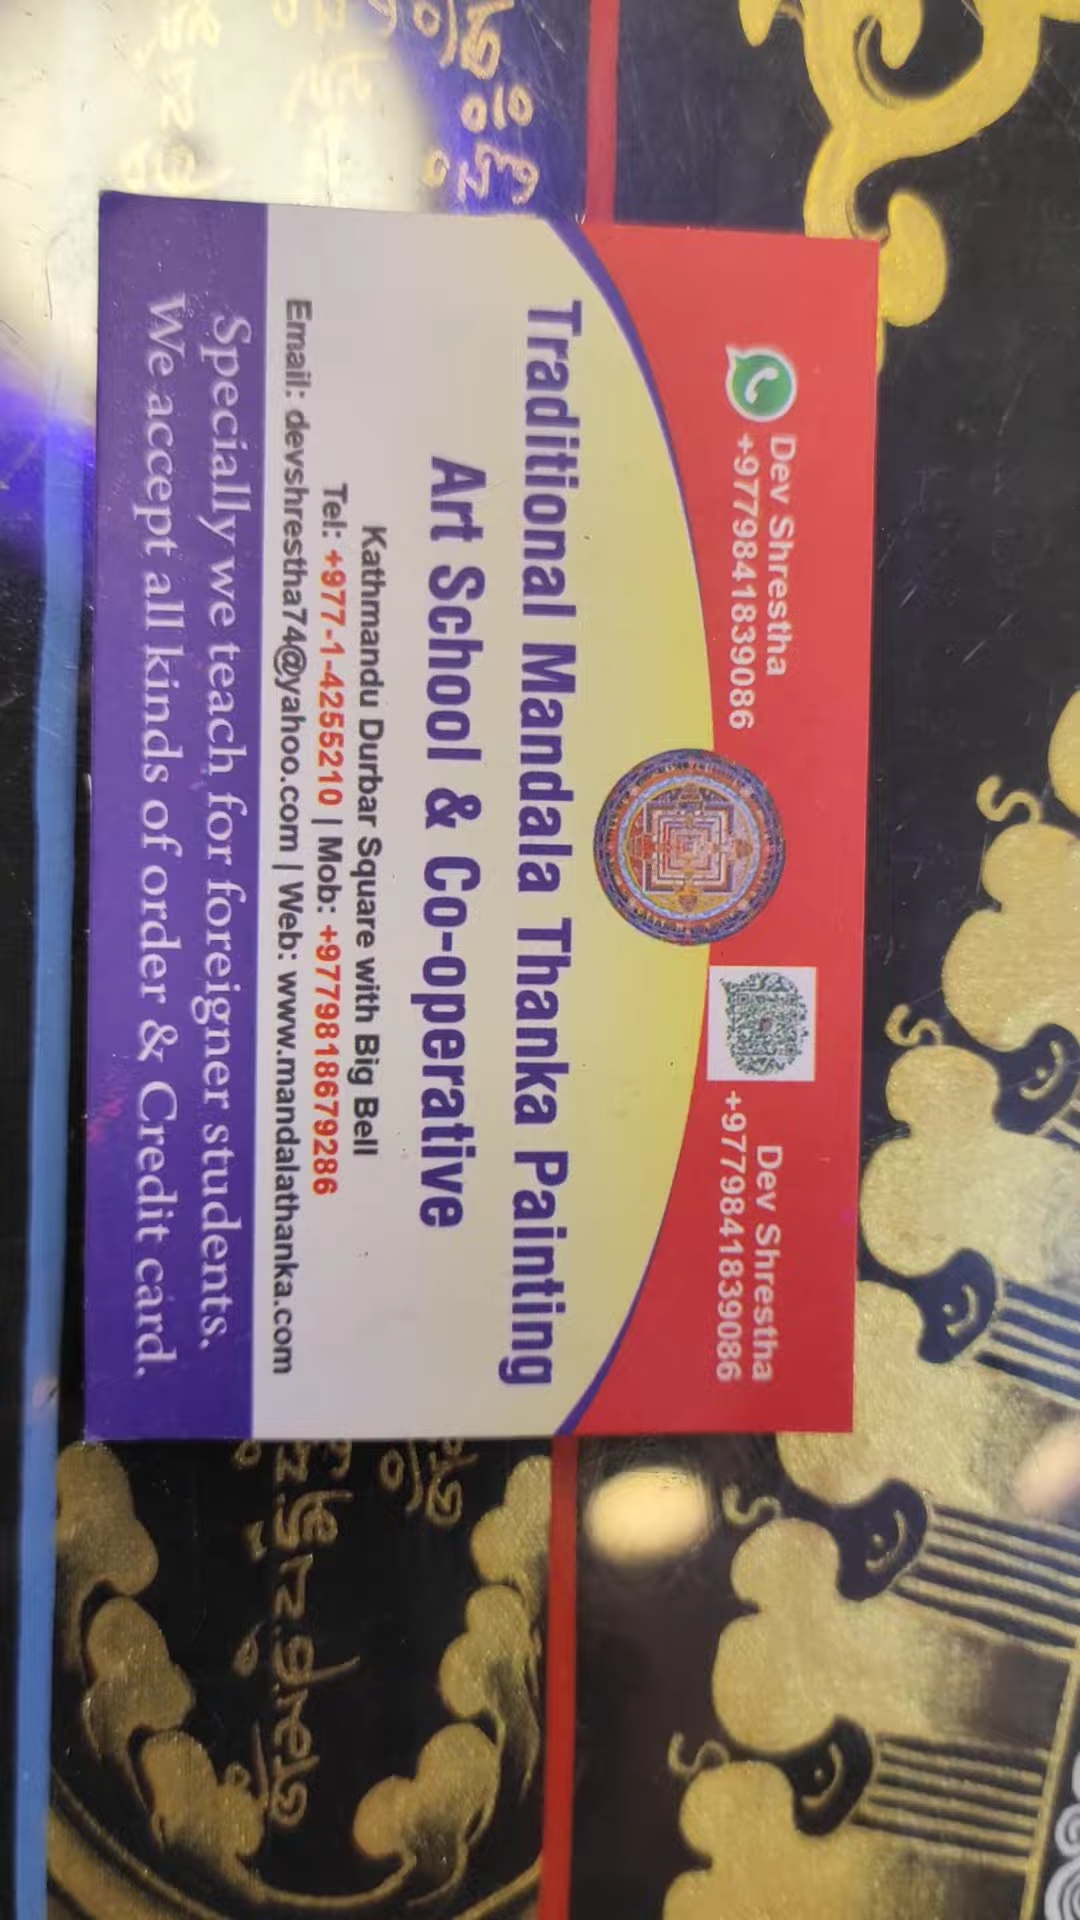 Dev Shrestha
+9779841839086
Dev Shrestha
+9779841839086
Traditional Mandala Thanka Painting
Art School & Co-operative
Kathmandu Durbar Square with Big Bell
Tel: +977-1-4255210 | Mob: +9779818679286
Email: devshrestha74@yahoo.com | Web: www.mandalathanka.com
Specially we teach for foreigner students.
We accept all kinds of order & Credit card.